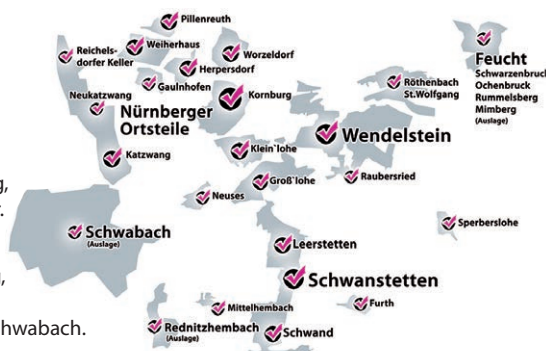 Pillenreuth
Weiherhaus
Reichels-
dorfer Keller
Worzeldorf
Herpersdorf
Gaulnhofen
Neukatzwang
Kornburg
Nürnberger
Ortsteile
Feucht
Schwarzenbruck
Ochenbruck
Rummelsberg
Mimberg
(Auslage)
Röthenbach
St.Wolfgang
Wendelstein
Katzwang
Klein`lohe
Groß`lohe
Raubersried
Neuses
Schwabach
(Auslage)
Sperberslohe
Leerstetten
Schwanstetten
Mittelhembach
Furth
Rednitzhembach
(Auslage)
Schwand
hwabach.